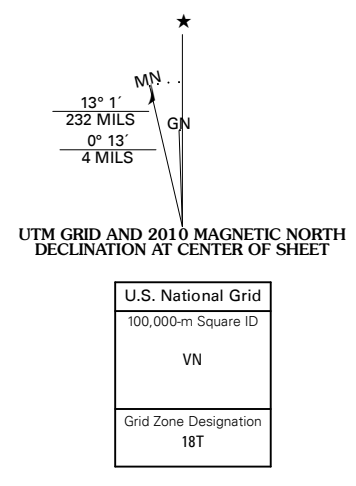 ★
MN
GN
13° 1´
232 MILS
0° 13´
4 MILS
UTM GRID AND 2010 MAGNETIC NORTH
DECLINATION AT CENTER OF SHEET
U.S. National Grid
100,000-m Square ID
VN
Grid Zone Designation
18T